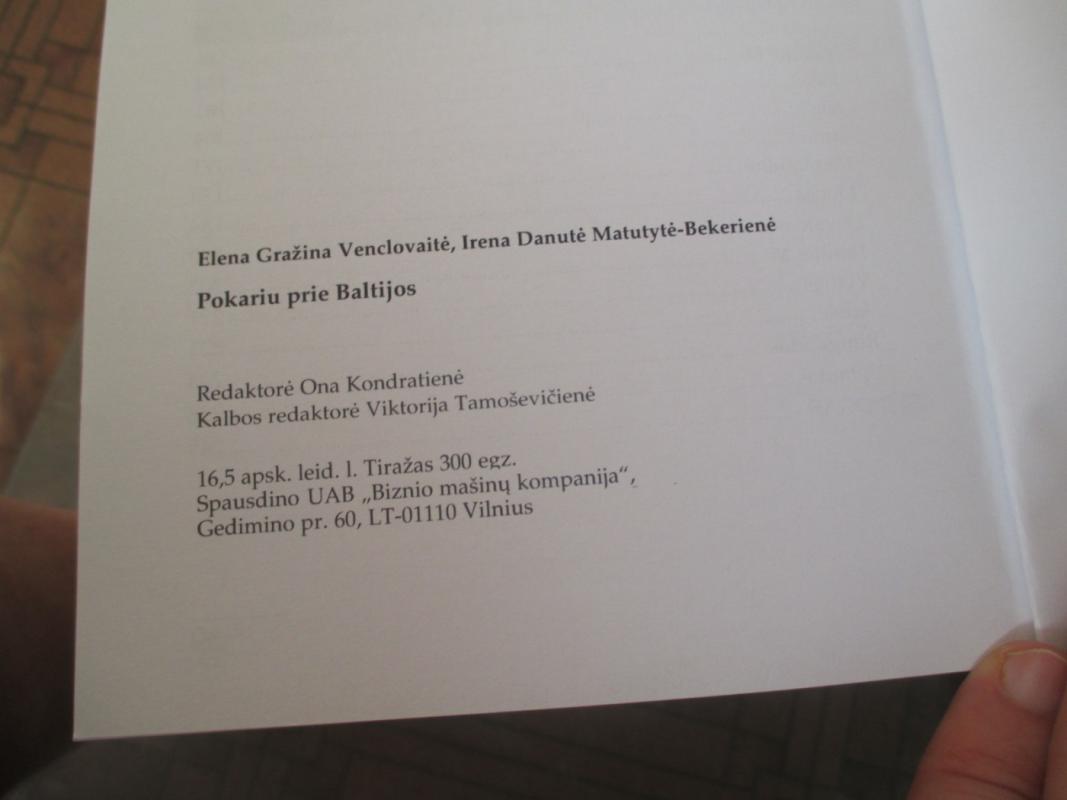 Elena Gražina Venclovaitė, Irena Danutė Matutytė-Bekerienė
Pokariu prie Baltijos
Redaktorė Ona Kondratienė
Kalbos redaktorė Viktorija Tamoševičienė
16,5 apsk. leid. l. Tiražas 300 egz.
Spausdino UAB „Biznio mašinų kompanija“,
Gedimino pr. 60, LT-01110 Vilnius